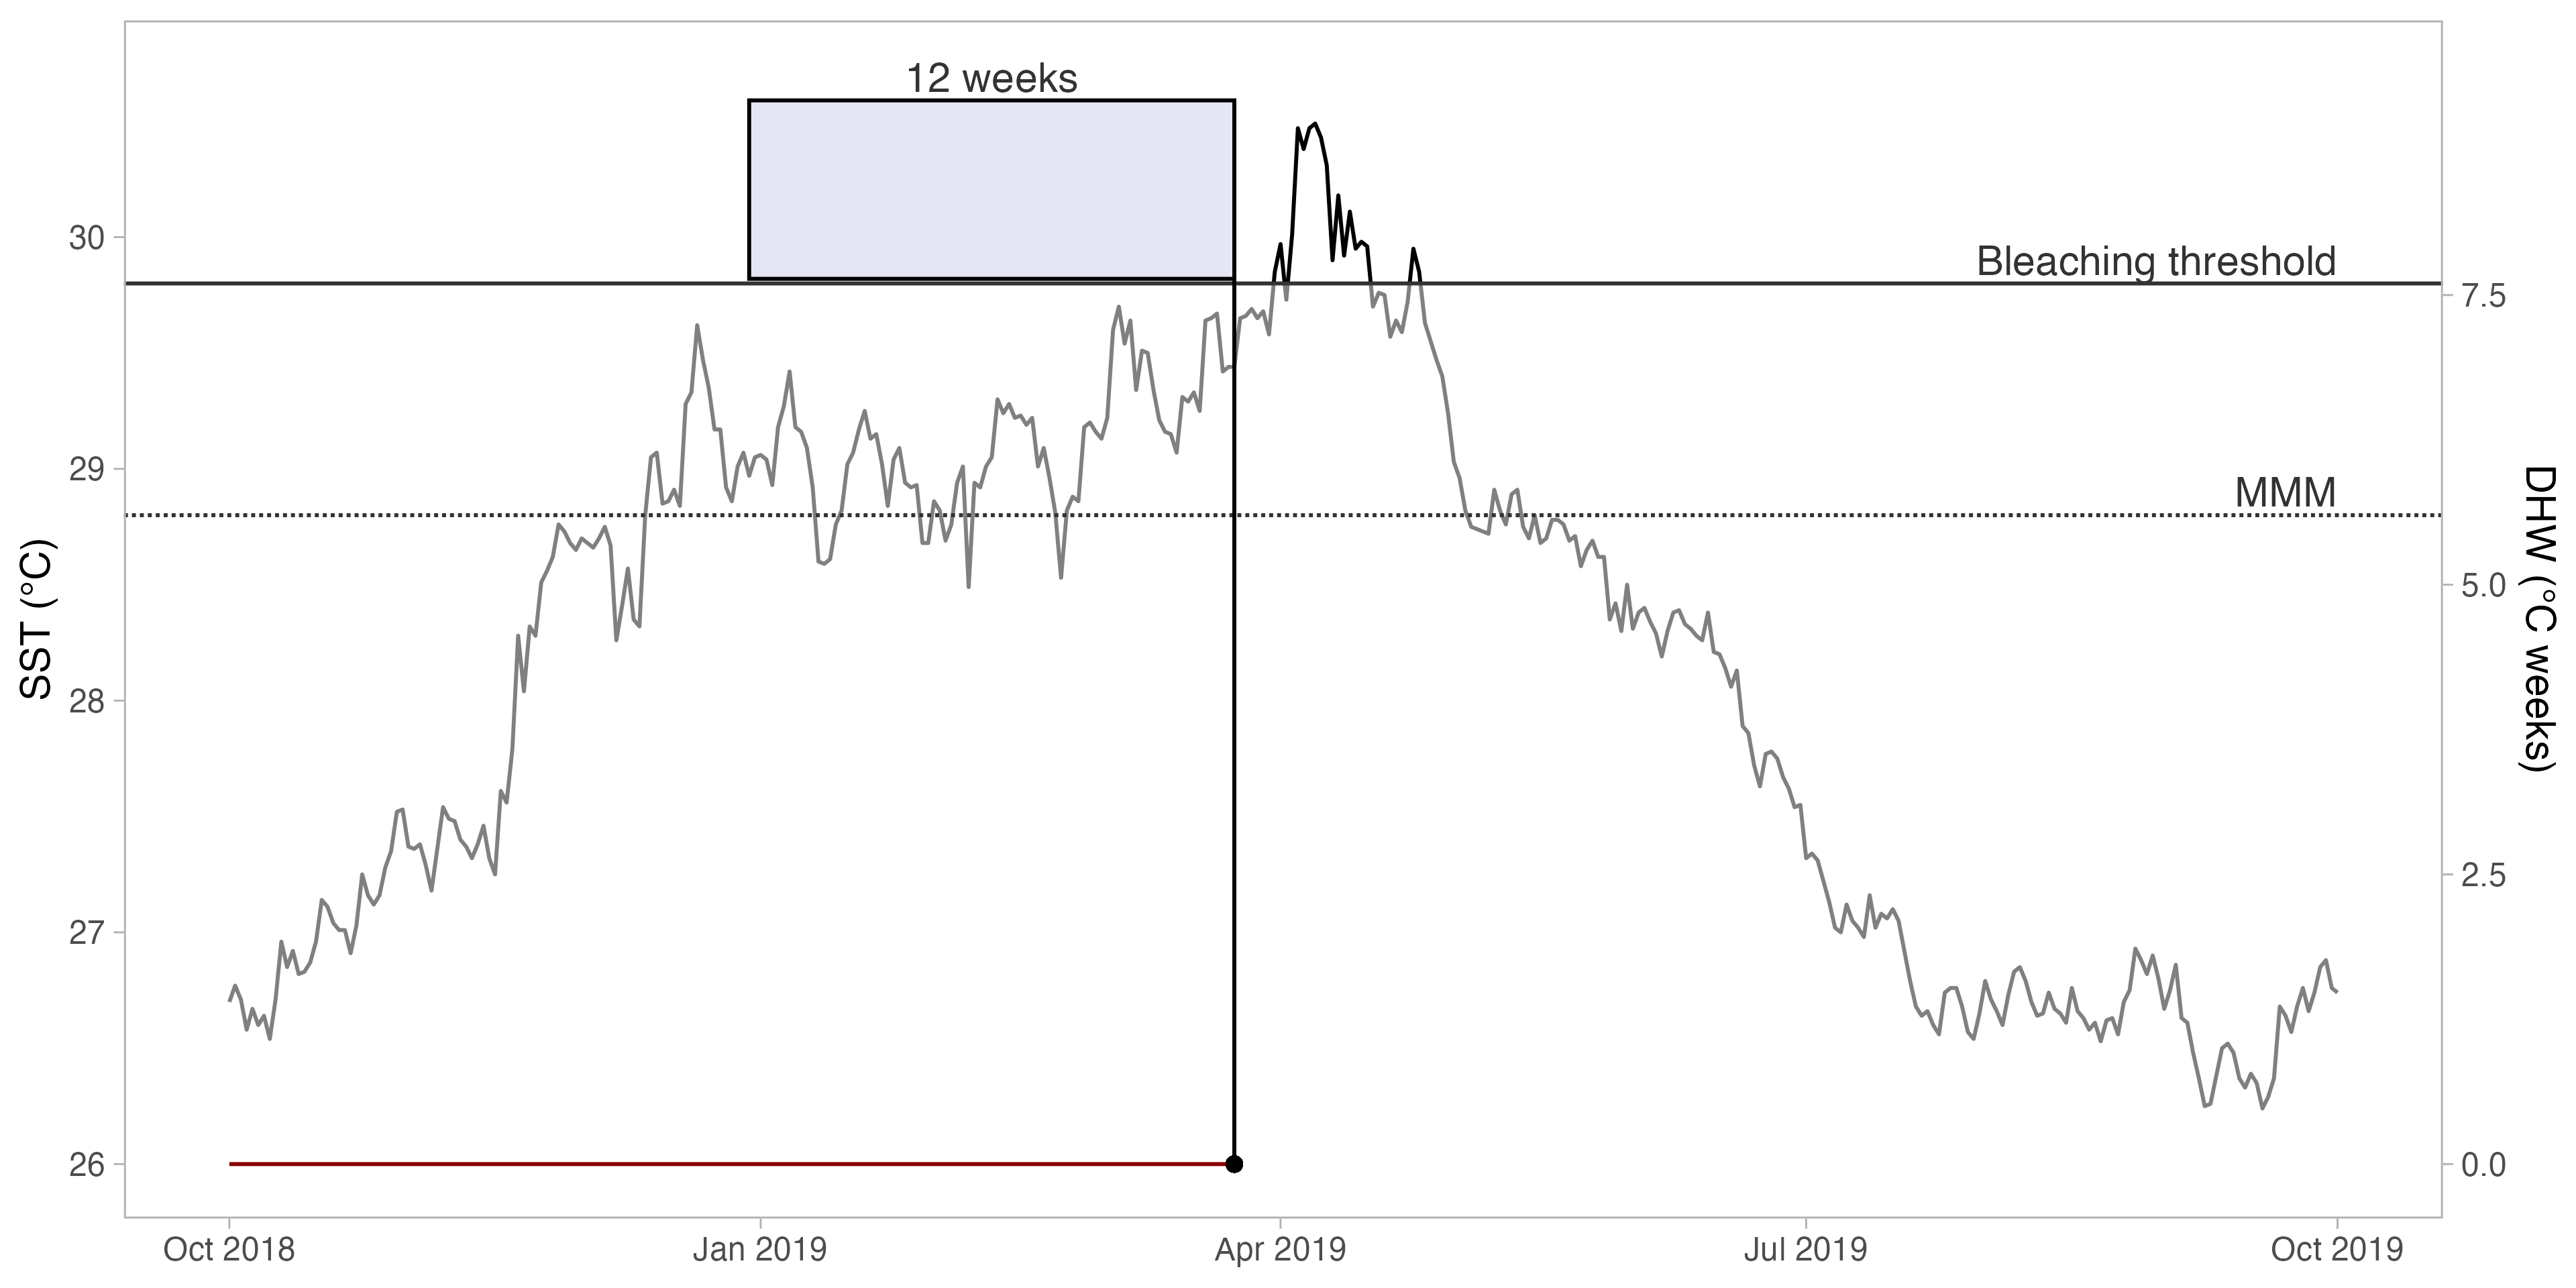 12 weeks
30
Bleaching threshold
7.5
29
MMM
SST (°C)
DHW (°C weeks)
5.0
28
2.5
27
26
0.0
Oct 2018
Jan 2019
Apr 2019
Jul 2019
Oct 2019